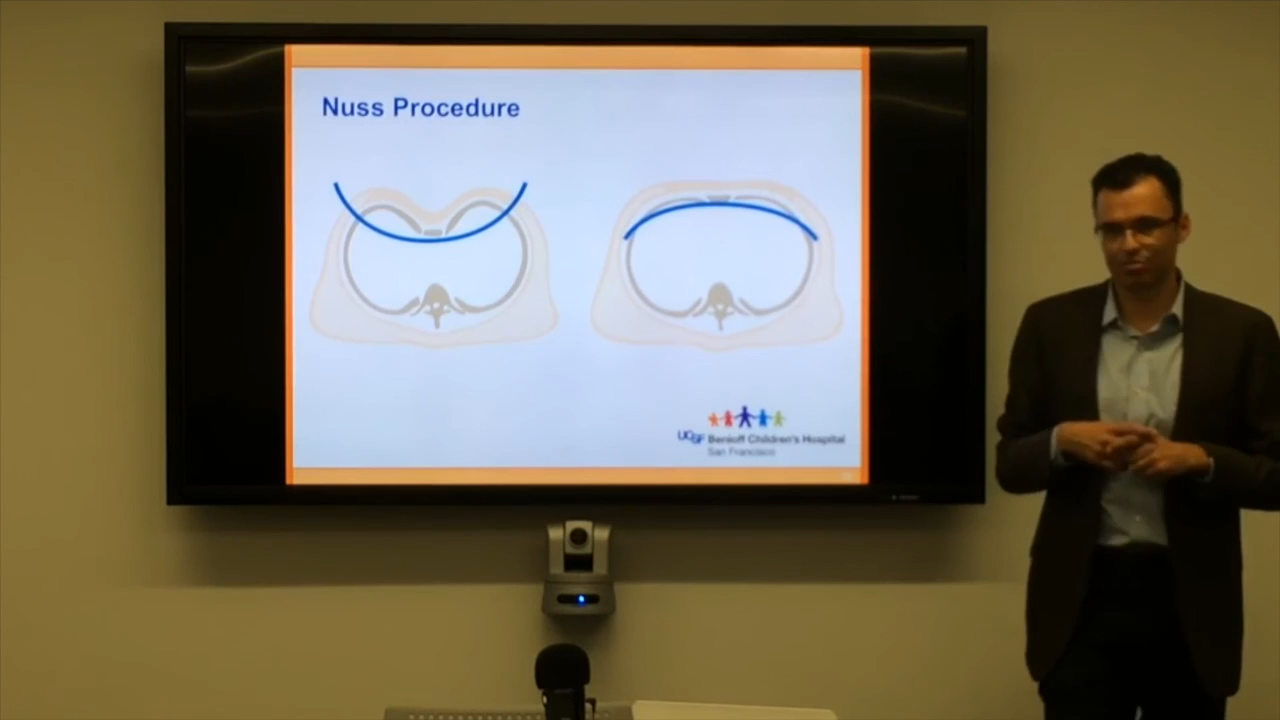 Nuss Procedure
UCSF Benioff Children's Hospital
San Francisco